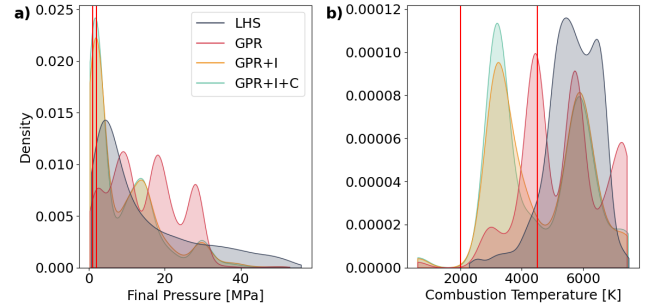 a)
0.025
0.020
0.015
0.010
0.005
0.000
Density
0
20
40
Final Pressure [MPa]
LHS
GPR
GPR+I
GPR+I+C
b)
0.00012
0.00010
0.00008
0.00006
0.00004
0.00002
0.00000
2000
4000
6000
Combustion Temperature [K]